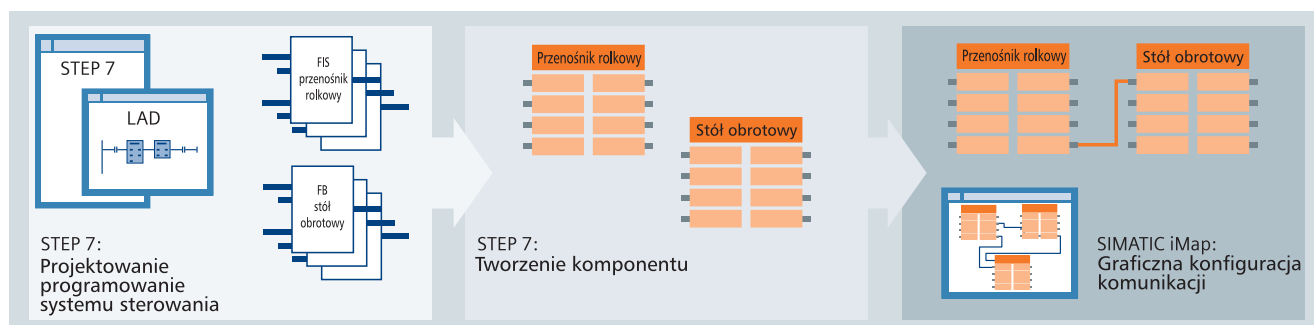 STEP 7
LAD
FIS
przenośnik
rolkowy
FB
stół
obrotowy
STEP 7:
Projektowanie
programowanie
systemu sterowania
Przenośnik rolkowy
Stół obrotowy
STEP 7:
Tworzenie komponentu
Przenośnik rolkowy
Stół obrotowy
SIMATIC iMap:
Graficzna konfiguracja
komunikacji